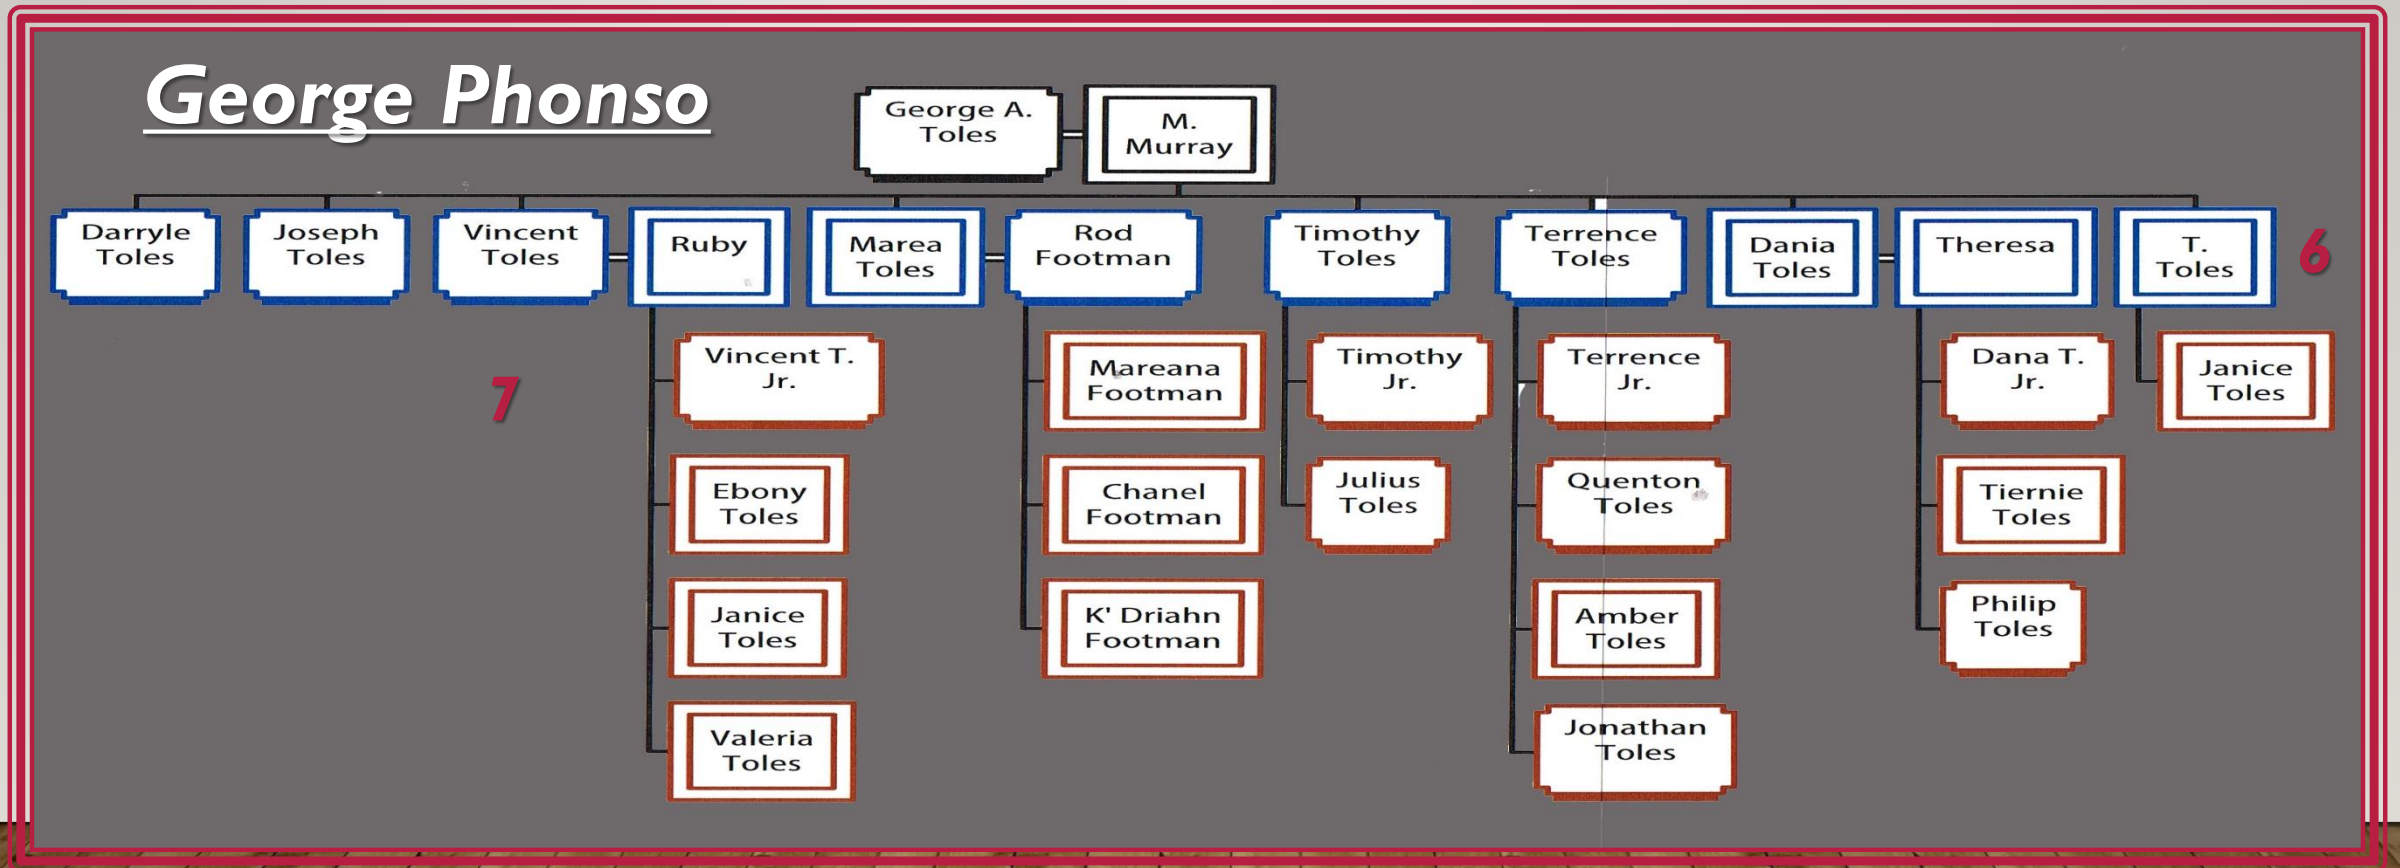 George Phonso
George A.
Toles
M.
Murray
Darryle
Toles
Joseph
Toles
Vincent
Toles
Ruby
Marea
Toles
Rod
Footman
Timothy
Toles
Terrence
Toles
Dania
Toles
Theresa
T.
Toles
6
7
Vincent T.
Jr.
Mareana
Footman
Timothy
Jr.
Terrence
Jr.
Dana T.
Jr.
Janice
Toles
Ebony
Toles
Chanel
Footman
Julius
Toles
Quenton
Toles
Tiernie
Toles
Janice
Toles
K' Driahn
Footman
Amber
Toles
Philip
Toles
Valeria
Toles
Jonathan
Toles